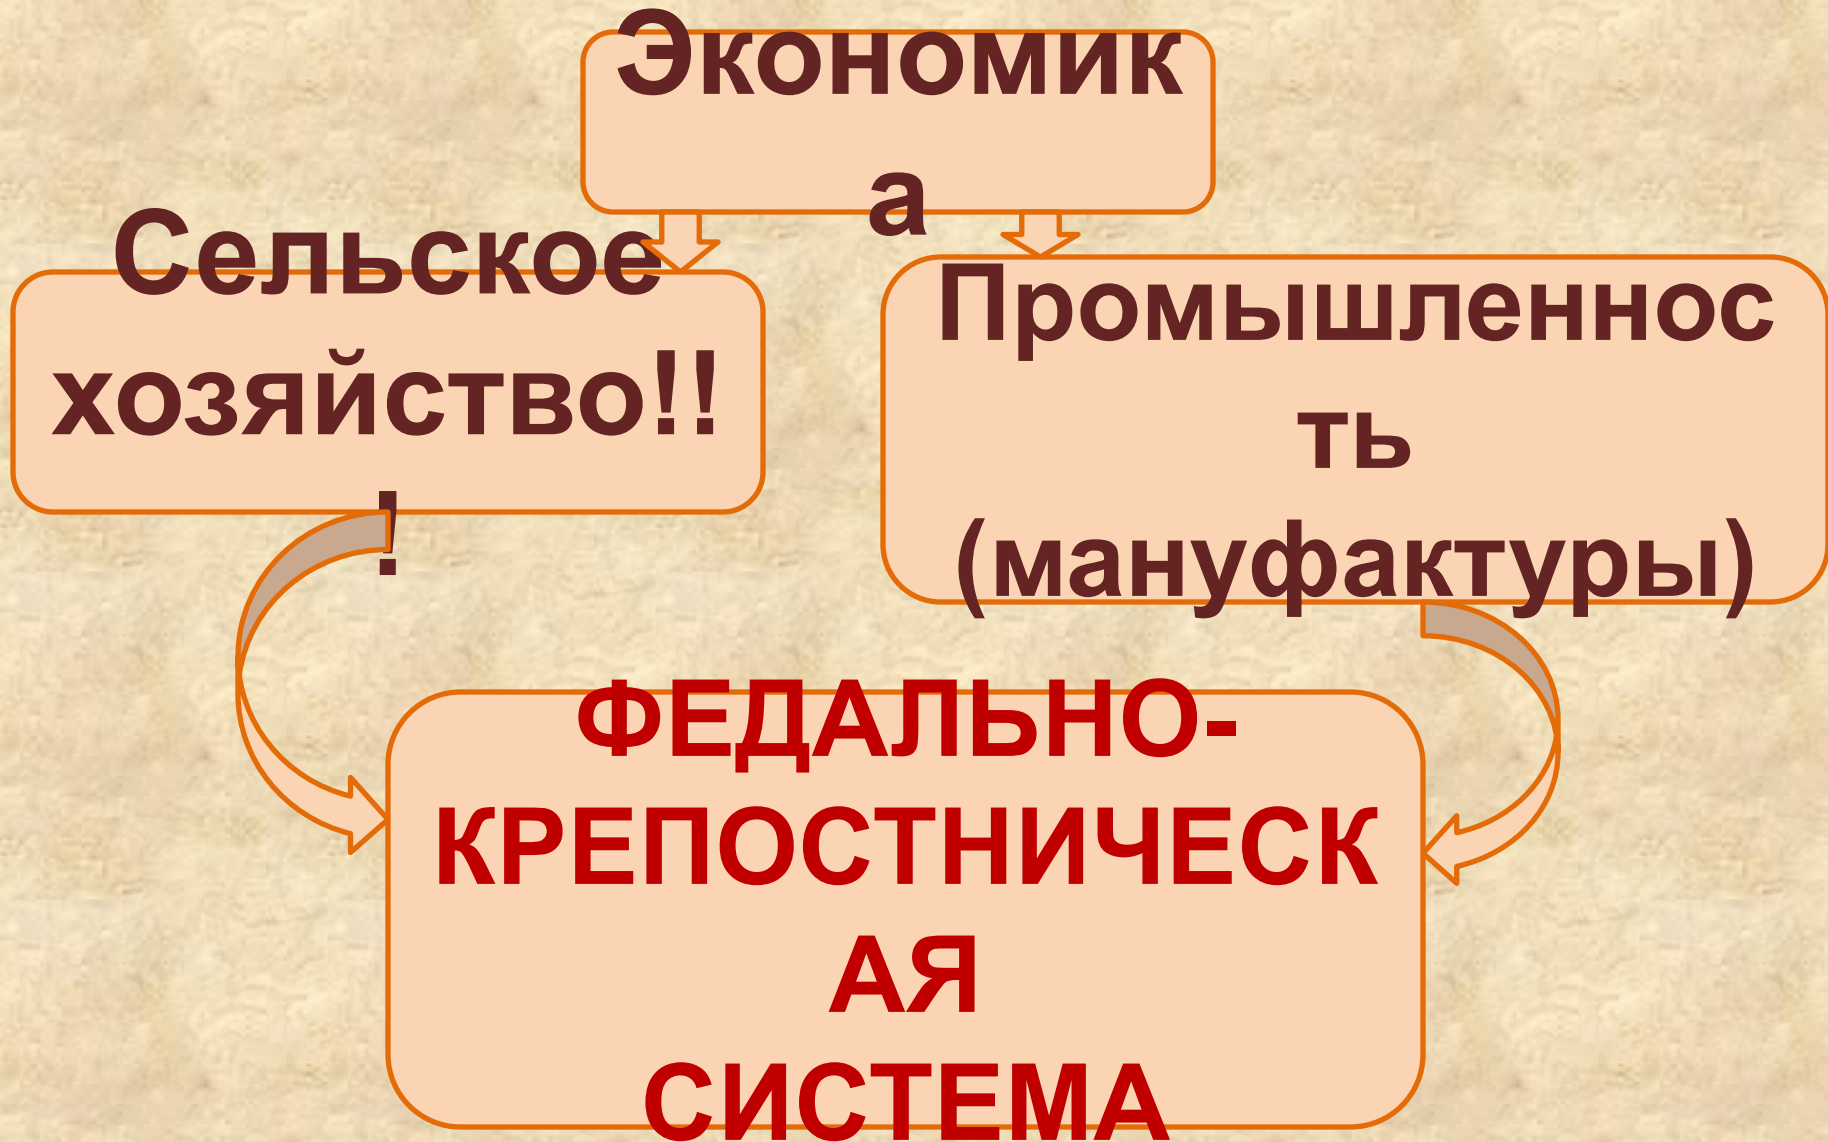 Экономик
а
Сельское
хозяйство!!
!
Промышленнос
ть
(мануфактуры)
ФЕДАЛЬНО-
КРЕПОСТНИЧЕСК
АЯ
СИСТЕМА